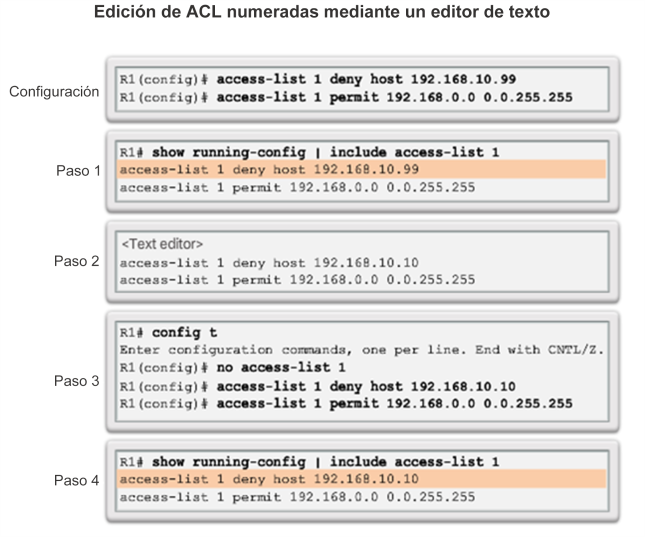 Edición de ACL numeradas mediante un editor de texto
Configuración
R1(config)# access-list 1 deny host 192.168.10.99
R1(config)# access-list 1 permit 192.168.0.0 0.0.255.255
Paso 1
R1# show running-config | include access-list 1
access-list 1 deny host 192.168.10.99
access-list 1 permit 192.168.0.0 0.0.255.255
Paso 2
<Text editor>
access-list 1 deny host 192.168.10.10
access-list 1 permit 192.168.0.0 0.0.255.255
Paso 3
R1# config t
Enter configuration commands, one per line. End with CNTL/Z.
R1(config)# no access-list 1
R1(config)# access-list 1 deny host 192.168.10.10
R1(config)# access-list 1 permit 192.168.0.0 0.0.255.255
Paso 4
R1# show running-config | include access-list 1
access-list 1 deny host 192.168.10.10
access-list 1 permit 192.168.0.0 0.0.255.255